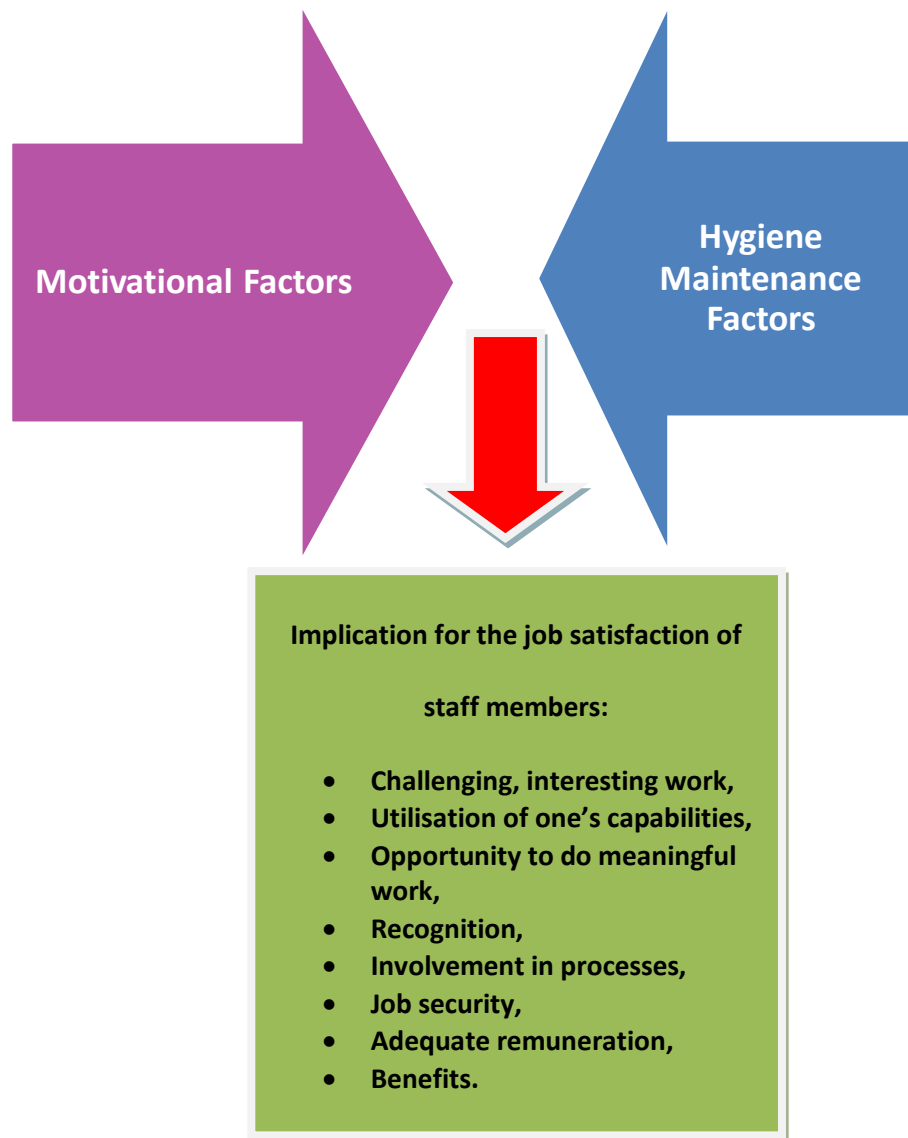 Motivational Factors
Hygiene
Maintenance
Factors
Implication for the job satisfaction of
staff members:
• Challenging, interesting work,
• Utilisation of one’s capabilities,
• Opportunity to do meaningful
work,
• Recognition,
• Involvement in processes,
• Job security,
• Adequate remuneration,
• Benefits.